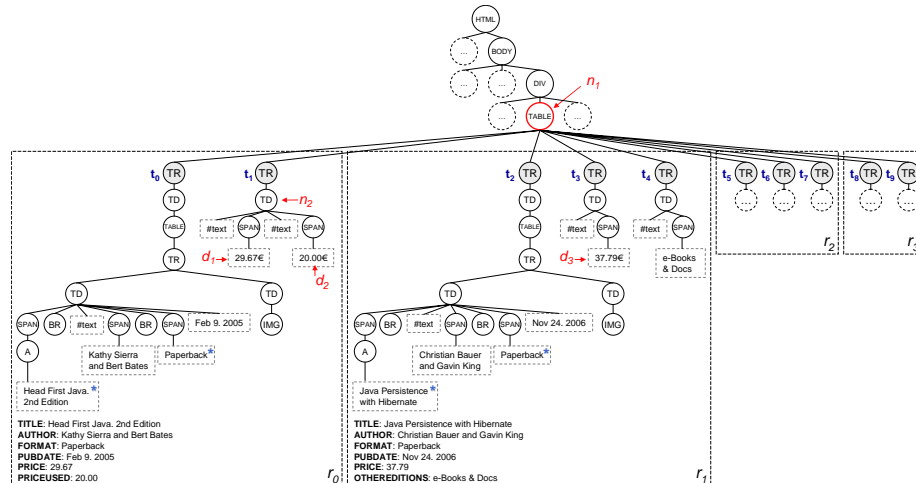 HTML
... BODY
... ... DIV
n1
... TABLE ...
t0 TR t1 TR t2 TR t3 TR t4 TR t5 TR t6 TR t7 TR t8 TR t9 TR
TD TD n2 TD TD TD ... ... ... ... ...
TABLE #text SPAN #text SPAN TABLE #text SPAN #text SPAN
r2 r3
d1 29.67€ 20.00€ d3 37.79€ e-Books
& Docs
TR TR
d2
TD TD TD TD
SPAN BR #text SPAN BR SPAN Feb 9. 2005 IMG SPAN BR #text SPAN BR SPAN Nov 24. 2006 IMG
A Kathy Sierra
and Bert Bates
Paperback*
A Christian Bauer
and Gavin King
Paperback*
Head First Java. *
2nd Edition
Java Persistence *
with Hibernate
TITLE: Head First Java. 2nd Edition
AUTHOR: Kathy Sierra and Bert Bates
FORMAT: Paperback
PUBDATE: Feb 9. 2005
PRICE: 29.67
PRICEUSED: 20.00
r0
TITLE: Java Persistence with Hibernate
AUTHOR: Christian Bauer and Gavin King
FORMAT: Paperback
PUBDATE: Nov 24. 2006
PRICE: 37.79
OTHEREDITIONS: e-Books & Docs
r1